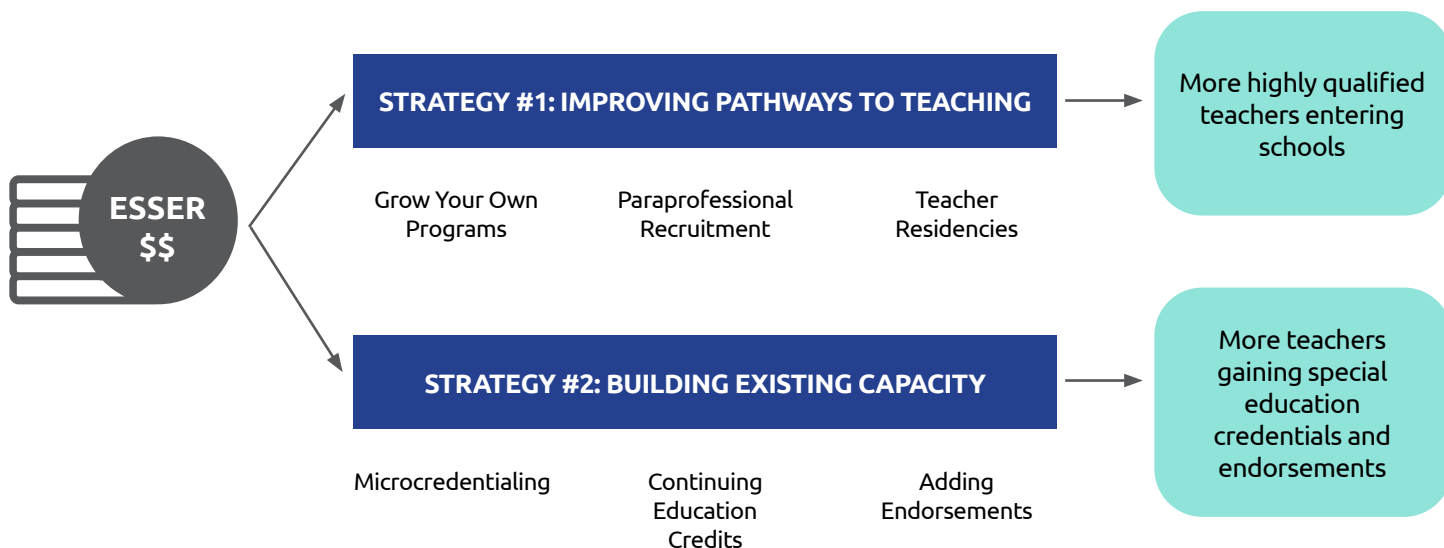 ESSER
$$
STRATEGY #1: IMPROVING PATHWAYS TO TEACHING
Grow Your Own
Programs
Paraprofessional
Recruitment
Teacher
Residencies
More highly qualified
teachers entering
schools
STRATEGY #2: BUILDING EXISTING CAPACITY
Microcredentialing
Continuing
Education
Credits
Adding
Endorsements
More teachers
gaining special
education
credentials and
endorsements